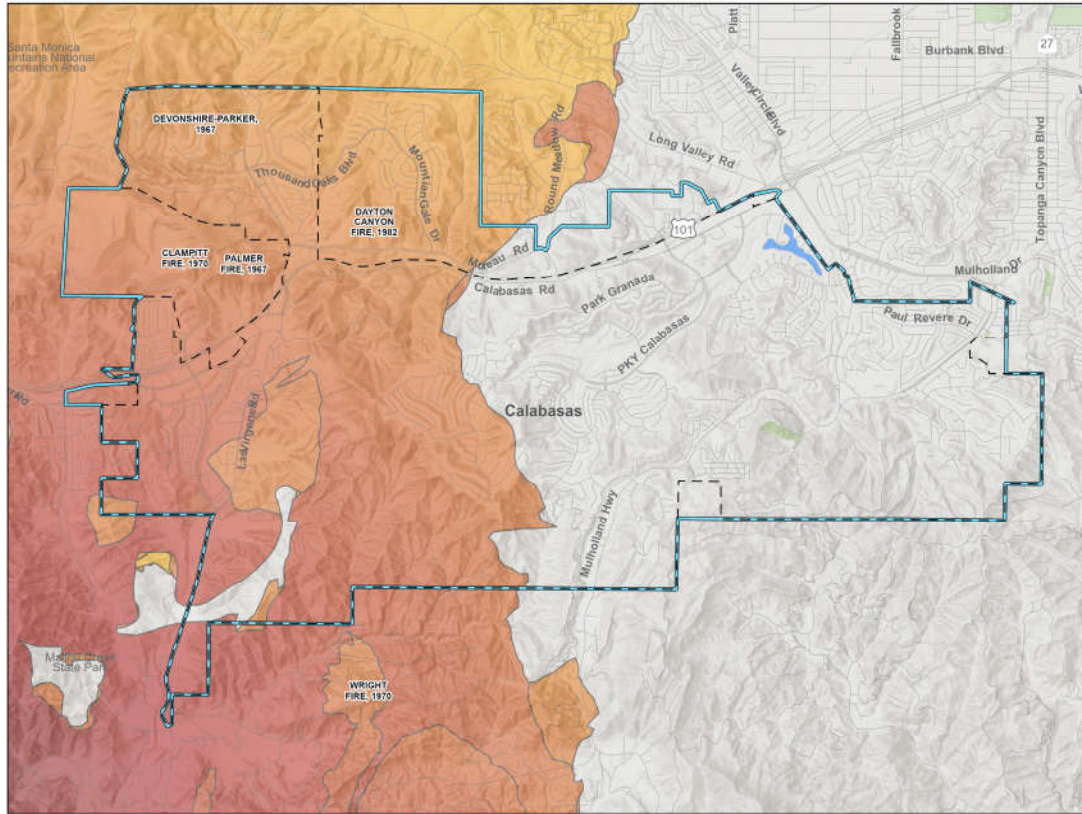 Santa Monica
Mountains National
Recreation Area
Platt
Fallbrook
Burbank Blvd
27
Valley Circle Blvd
Topanga Canyon Blvd
DEVONSHIRE-PARKER,
1967
Long Valley Rd
Round Meadow Rd
Thousand Oaks Blvd
Mountain Gate Dr
DAYTON
CANYON
FIRE, 1982
101
CLAMPITT
FIRE, 1970
PALMER
FIRE, 1967
Mureau Rd
Calabasas Rd
Mulholland Dr
Park Granada
Paul Revere Dr
PKY Calabasas
Las Virgenes Rd
Calabasas
Mulholland Hwy
State Park
WRIGHT
FIRE, 1970